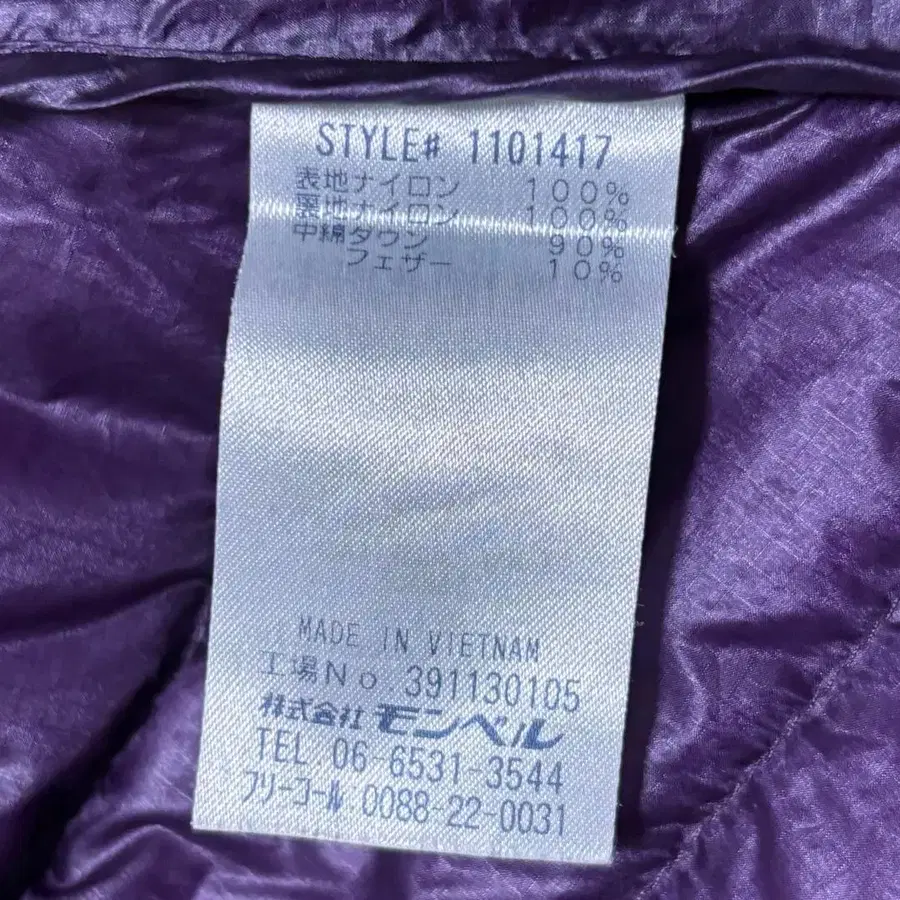 STYLE# 1101417
表地ナイロン 100%
裏地ナイロン 100%
中綿ダウン 90%
フェザー 10%
MADE IN VIETNAM
工場No. 391130105
株式会社 モンベル
TEL 06-6531-3544
フリーコール 0088-22-0031